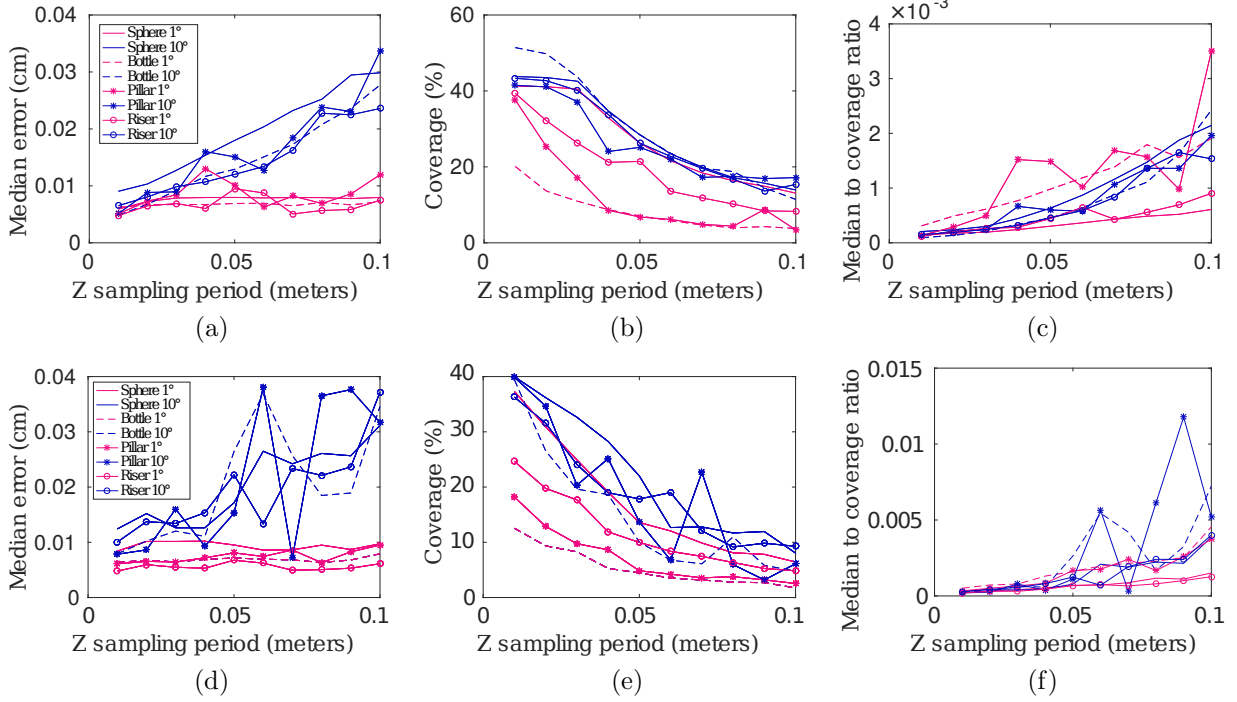 Median error (cm)
0.04
0.03
0.02
0.01
0
Sphere 1°
Sphere 10°
Bottle 1°
Bottle 10°
Pillar 1°
Pillar 10°
Riser 1°
Riser 10°
0 0.05 0.1
Z sampling period (meters)
(a)
Coverage (%)
60
40
20
0
0 0.05 0.1
Z sampling period (meters)
(b)
Median to coverage ratio
×10⁻³
4
3
2
1
0
0 0.05 0.1
Z sampling period (meters)
(c)
Median error (cm)
0.04
0.03
0.02
0.01
0
Sphere 1°
Sphere 10°
Bottle 1°
Bottle 10°
Pillar 1°
Pillar 10°
Riser 1°
Riser 10°
0 0.05 0.1
Z sampling period (meters)
(d)
Coverage (%)
40
30
20
10
0
0 0.05 0.1
Z sampling period (meters)
(e)
Median to coverage ratio
0.015
0.01
0.005
0
0 0.05 0.1
Z sampling period (meters)
(f)